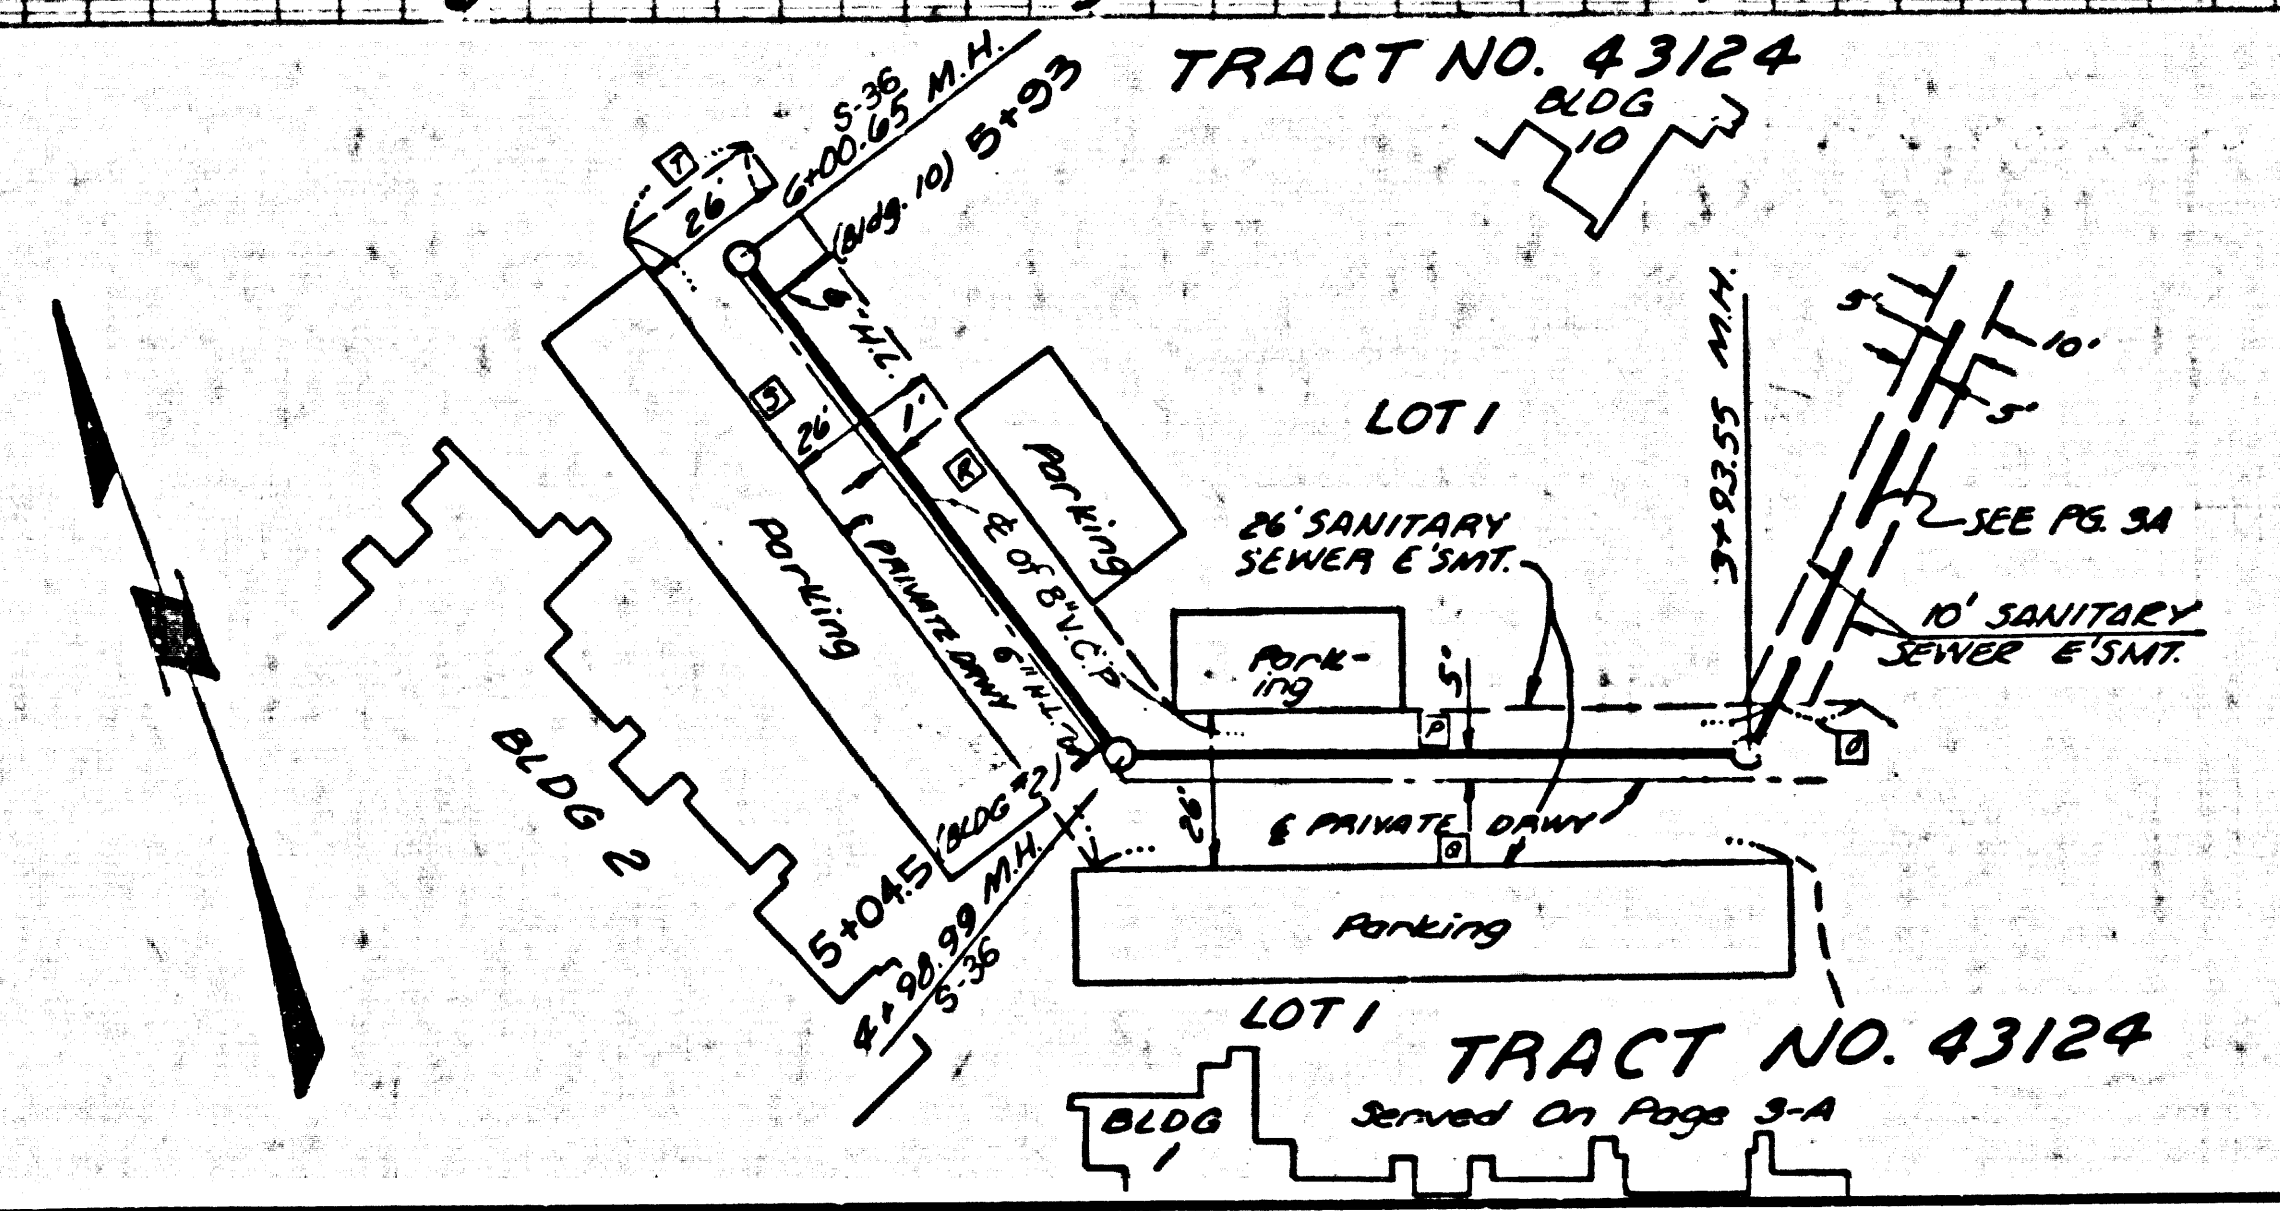 TRACT NO. 43124
BLDG
10
S-36
6+00.65 M.H.
(Bldg. 10) 5+93
T
26'
6" H.L.
S
26'
1'
R
Parking
Parking
℄ of 8" V.C.P
℄ PRIVATE DRWY
6" H.L.
LOT 1
26' SANITARY
SEWER E'SMT.
3+93.55 M.H.
5'
10'
5'
SEE PG. 3A
10' SANITARY
SEWER E'SMT.
Park-
ing
5'
P
BLDG 2
(BLDG #2)
5+04.5
4+98.99 M.H.
S-36
26'
℄ PRIVATE DRWY
Parking
LOT 1
TRACT NO. 43124
Served On Page 3-A
BLDG
1